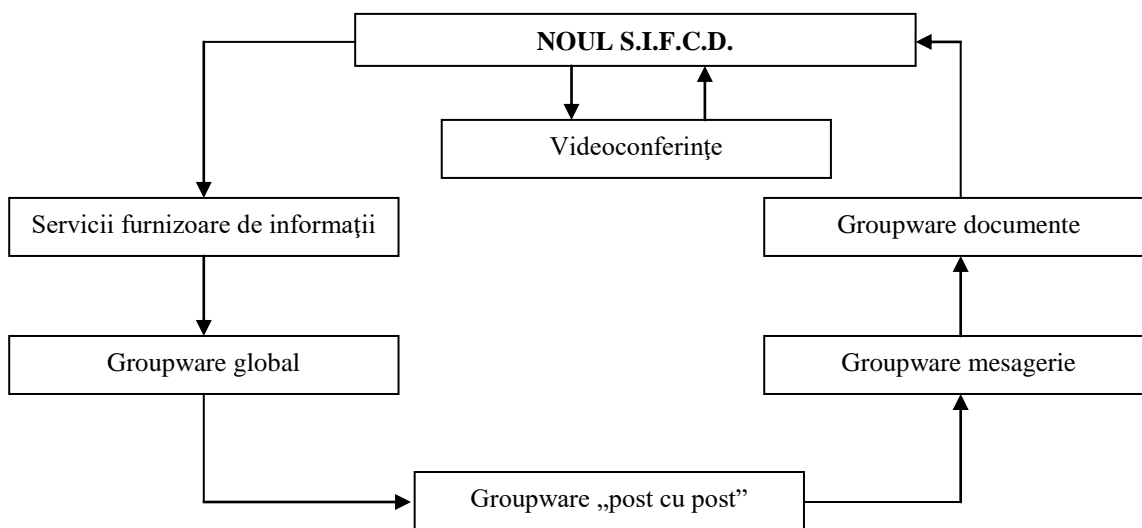 NOUL S.I.F.C.D.
Videoconferinţe
Servicii furnizoare de informaţii
Groupware documente
Groupware global
Groupware mesagerie
Groupware „post cu post”